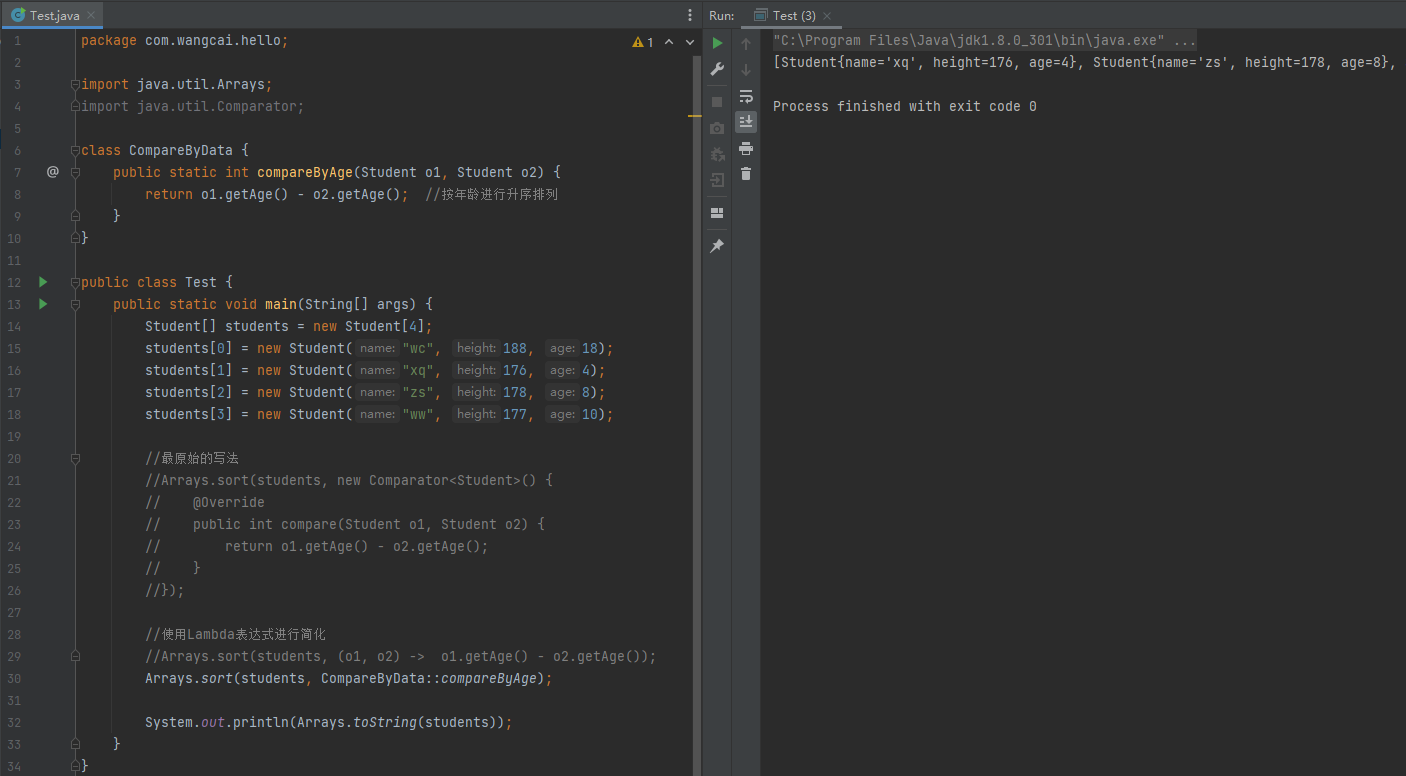 Test.java
package com.wangcai.hello;
import java.util.Arrays;
import java.util.Comparator;
class CompareByData {
public static int compareByAge(Student o1, Student o2) {
return o1.getAge() - o2.getAge();  //按年龄进行升序排列
}
}
public class Test {
public static void main(String[] args) {
Student[] students = new Student[4];
students[0] = new Student( name: "wc", height: 188, age: 18);
students[1] = new Student( name: "xq", height: 176, age: 4);
students[2] = new Student( name: "zs", height: 178, age: 8);
students[3] = new Student( name: "ww", height: 177, age: 10);
//最原始的写法
//Arrays.sort(students, new Comparator<Student>() {
//    @Override
//    public int compare(Student o1, Student o2) {
//        return o1.getAge() - o2.getAge();
//    }
//});
//使用Lambda表达式进行简化
//Arrays.sort(students, (o1, o2) ->  o1.getAge() - o2.getAge());
Arrays.sort(students, CompareByData::compareByAge);
System.out.println(Arrays.toString(students));
}
}
1
2
3
4
5
6
7
8
9
10
11
12
13
14
15
16
17
18
19
20
21
22
23
24
25
26
27
28
29
30
31
32
33
34
@
1
Run: Test (3)
"C:\Program Files\Java\jdk1.8.0_301\bin\java.exe" ...
[Student{name='xq', height=176, age=4}, Student{name='zs', height=178, age=8},
Process finished with exit code 0